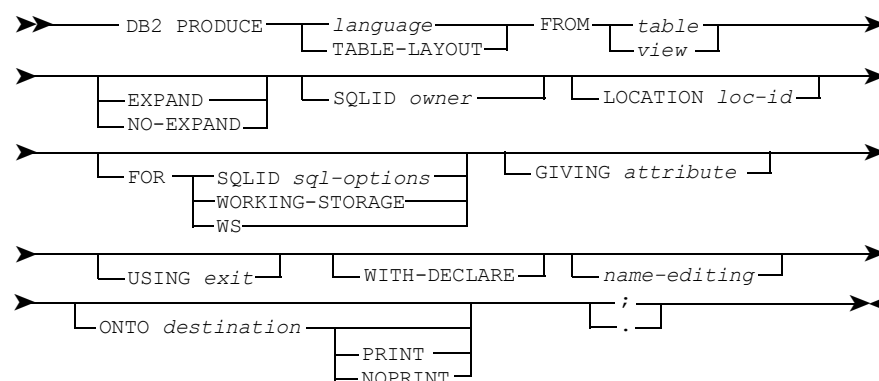 DB2 PRODUCE language FROM table
TABLE-LAYOUT view
EXPAND SQLID owner LOCATION loc-id
NO-EXPAND
FOR SQLID sql-options GIVING attribute
WORKING-STORAGE
WS
USING exit WITH-DECLARE name-editing
ONTO destination ;
.
PRINT
NOPRINT